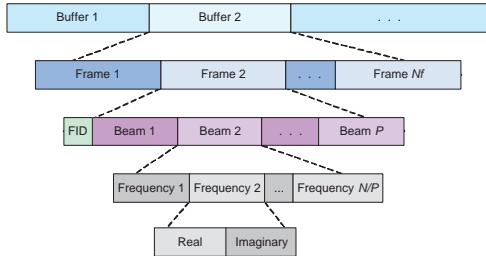 Buffer 1 Buffer 2 . . .
Frame 1 Frame 2 . . . Frame Nf
FID Beam 1 Beam 2 . . . Beam P
Frequency 1 Frequency 2 ... Frequency N/P
Real Imaginary